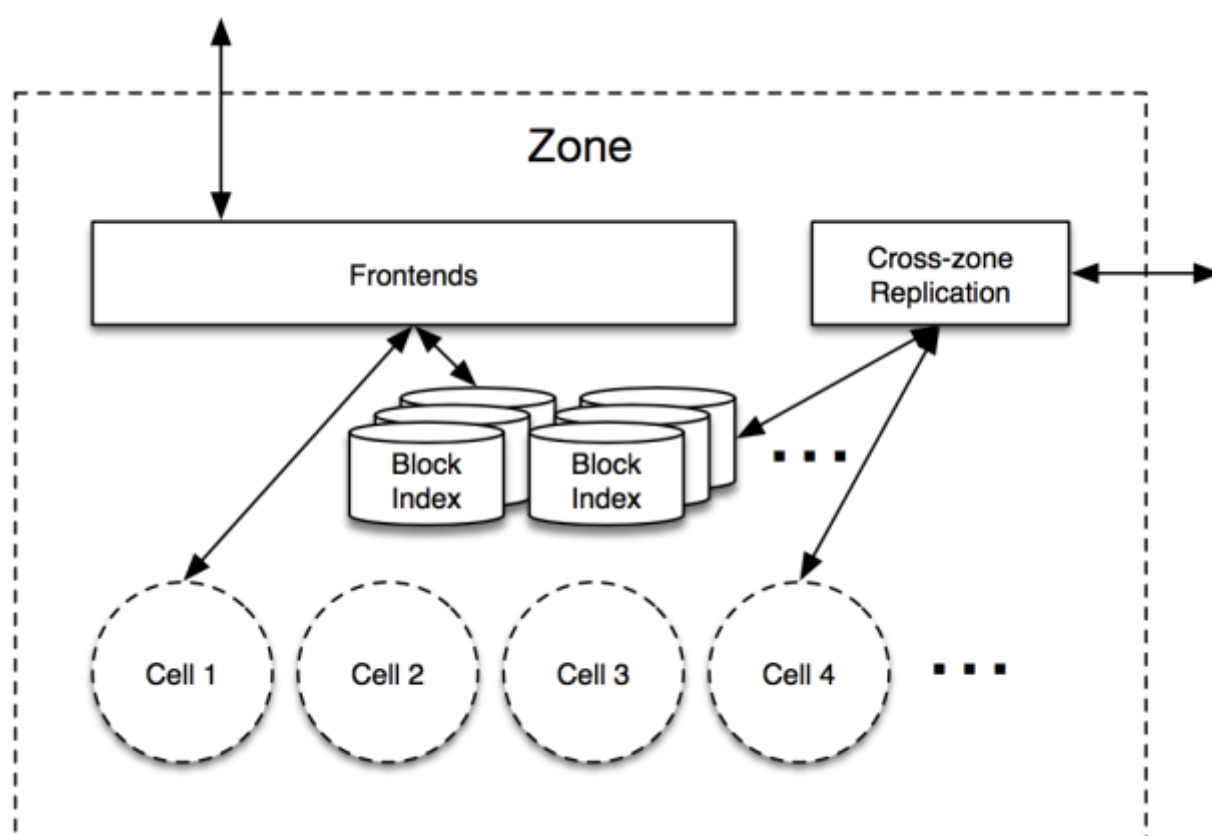 Zone
Frontends
Cross-zone
Replication
Block
Index
Block
Index
...
Cell 1
Cell 2
Cell 3
Cell 4
...